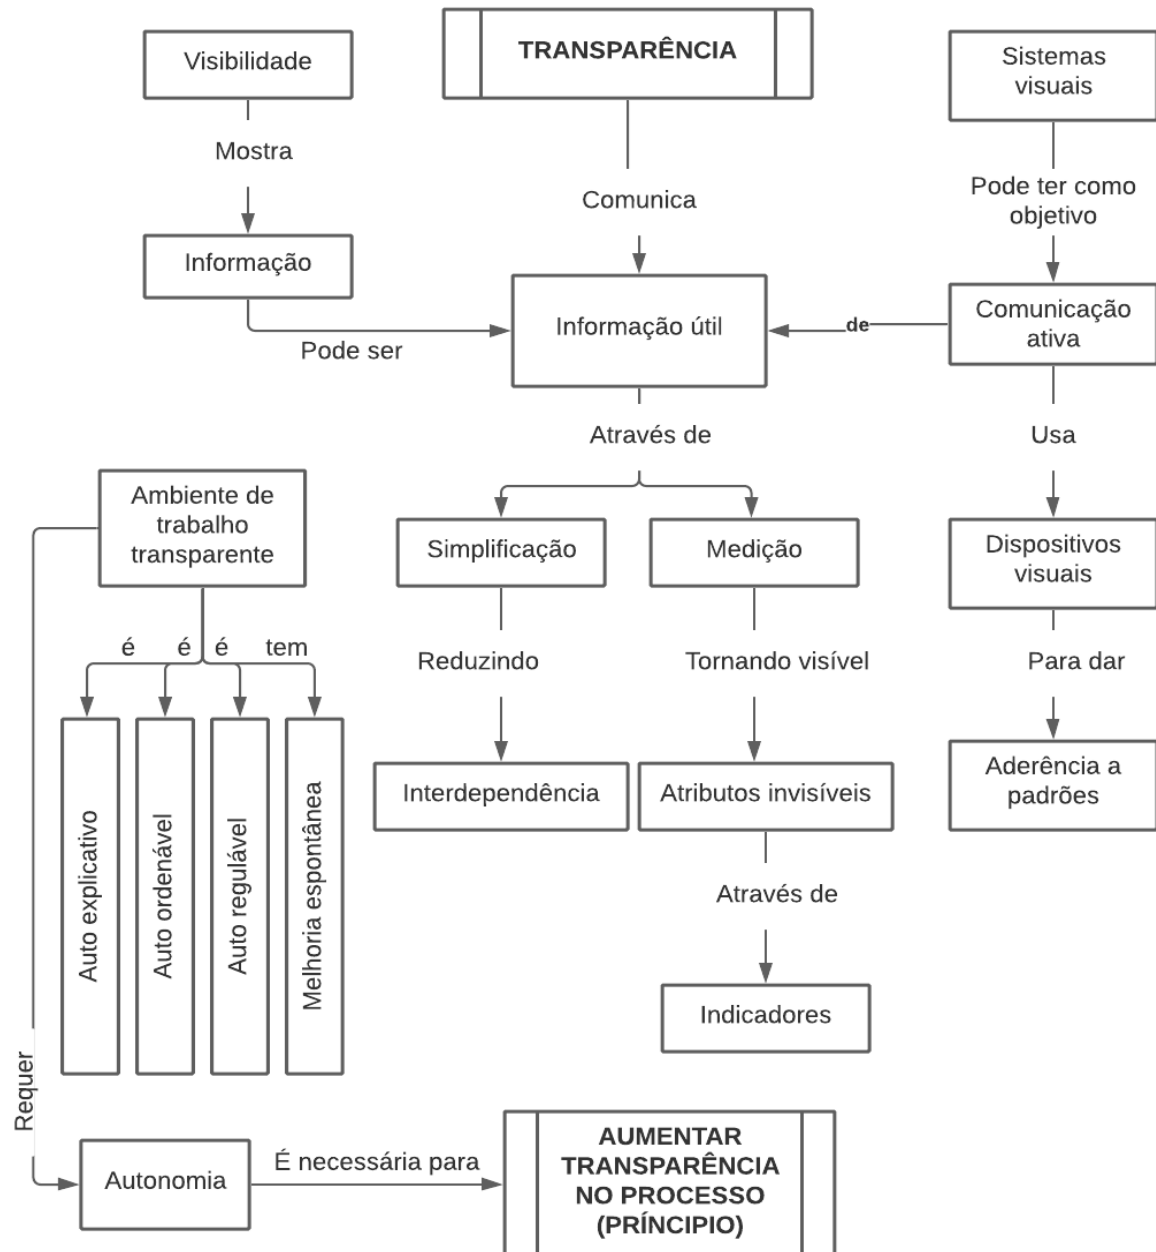 Visibilidade
TRANSPARÊNCIA
Sistemas
visuais
Mostra
Comunica
Pode ter como
objetivo
Informação
Informação útil
Comunicação
ativa
Pode ser
de
Através de
Usa
Ambiente de
trabalho
transparente
Simplificação
Medição
Dispositivos
visuais
é
é
é
tem
Reduzindo
Tornando visível
Para dar
Auto explicativo
Auto ordenável
Auto regulável
Melhoria espontânea
Interdependência
Atributos invisíveis
Aderência a
padrões
Através de
Indicadores
Requer
Autonomia
É necessária para
AUMENTAR
TRANSPARÊNCIA
NO PROCESSO
(PRÍNCIPIO)